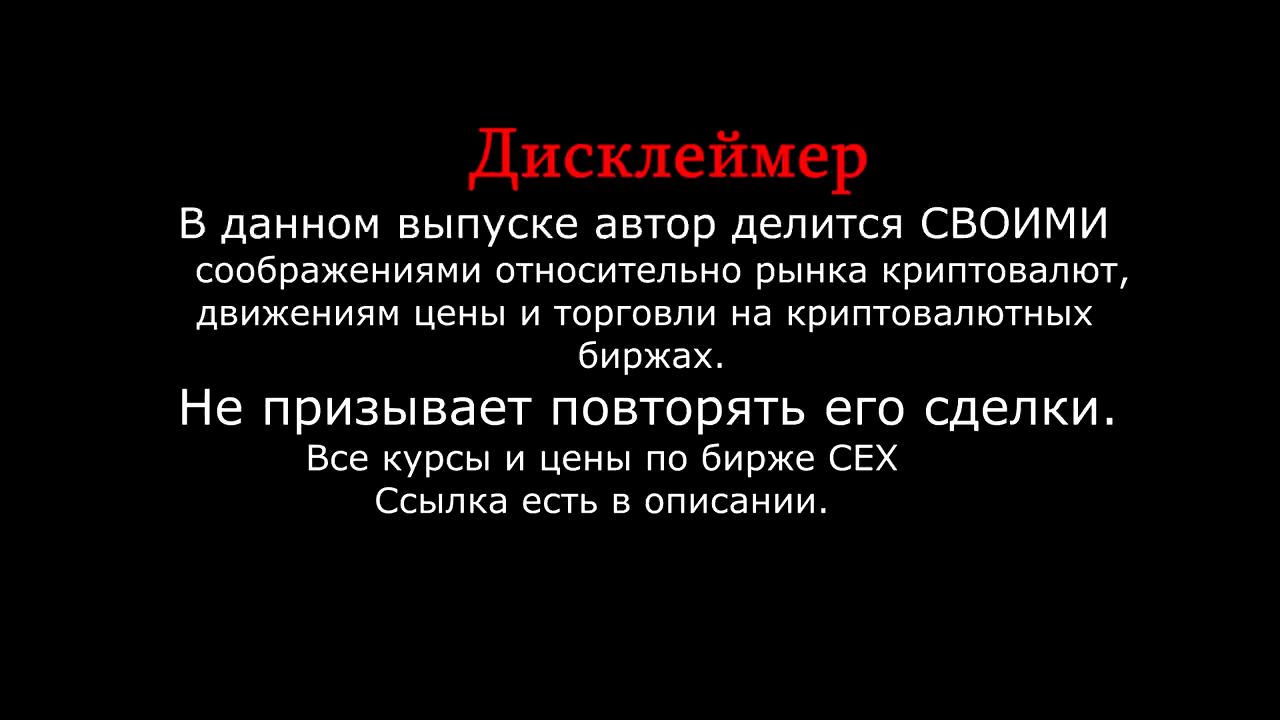 Дисклеймер
В данном выпуске автор делится СВОИМИ
соображениями относительно рынка криптовалют,
движениям цены и торговли на криптовалютных
биржах.
Не призывает повторять его сделки.
Все курсы и цены по бирже CEX
Ссылка есть в описании.